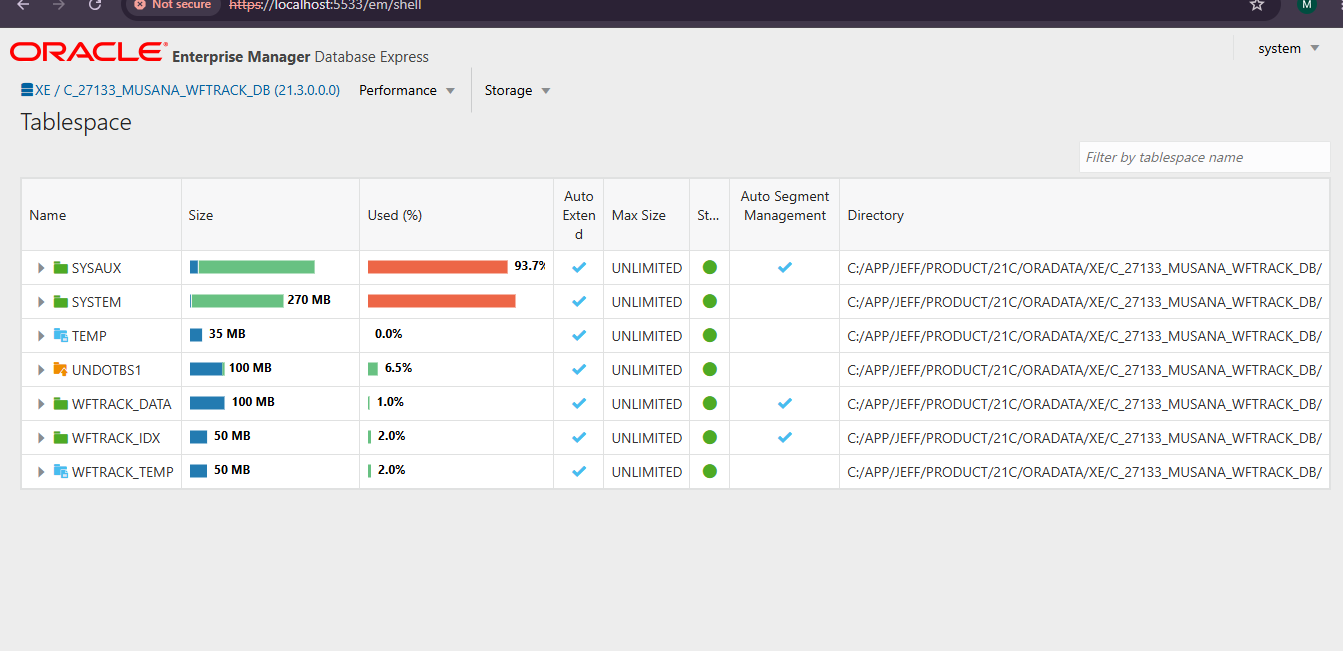 Not secure https://localhost:5533/em/shell M
ORACLE Enterprise Manager Database Express system
XE / C_27133_MUSANA_WFTRACK_DB (21.3.0.0.0) Performance Storage
Tablespace
Filter by tablespace name
Name Size Used (%) Auto Extend Max Size St... Auto Segment Management Directory
SYSAUX 93.7% UNLIMITED C:/APP/JEFF/PRODUCT/21C/ORADATA/XE/C_27133_MUSANA_WFTRACK_DB/
SYSTEM 270 MB UNLIMITED C:/APP/JEFF/PRODUCT/21C/ORADATA/XE/C_27133_MUSANA_WFTRACK_DB/
TEMP 35 MB 0.0% UNLIMITED C:/APP/JEFF/PRODUCT/21C/ORADATA/XE/C_27133_MUSANA_WFTRACK_DB/
UNDOTBS1 100 MB 6.5% UNLIMITED C:/APP/JEFF/PRODUCT/21C/ORADATA/XE/C_27133_MUSANA_WFTRACK_DB/
WFTRACK_DATA 100 MB 1.0% UNLIMITED C:/APP/JEFF/PRODUCT/21C/ORADATA/XE/C_27133_MUSANA_WFTRACK_DB/
WFTRACK_IDX 50 MB 2.0% UNLIMITED C:/APP/JEFF/PRODUCT/21C/ORADATA/XE/C_27133_MUSANA_WFTRACK_DB/
WFTRACK_TEMP 50 MB 2.0% UNLIMITED C:/APP/JEFF/PRODUCT/21C/ORADATA/XE/C_27133_MUSANA_WFTRACK_DB/